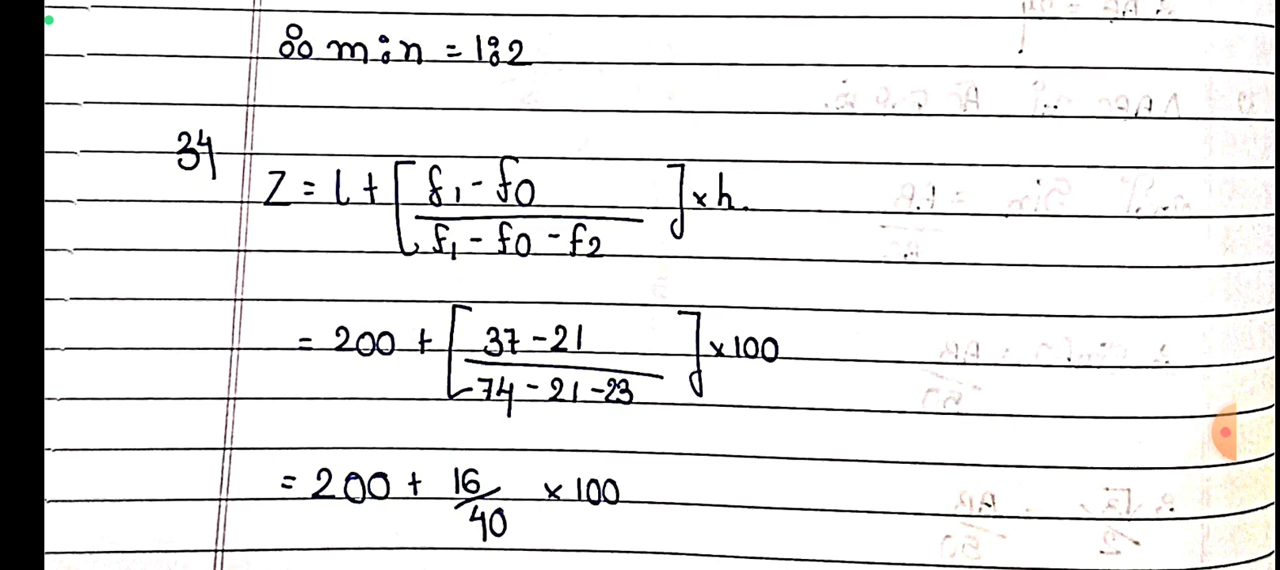 ∴ m:n = 1:2
34
Z = l + [ f₁ - f0 / f₁ - f0 - f2 ] × h.
= 200 + [ 37 - 21 / 74 - 21 - 23 ] × 100
= 200 + 16/40 × 100